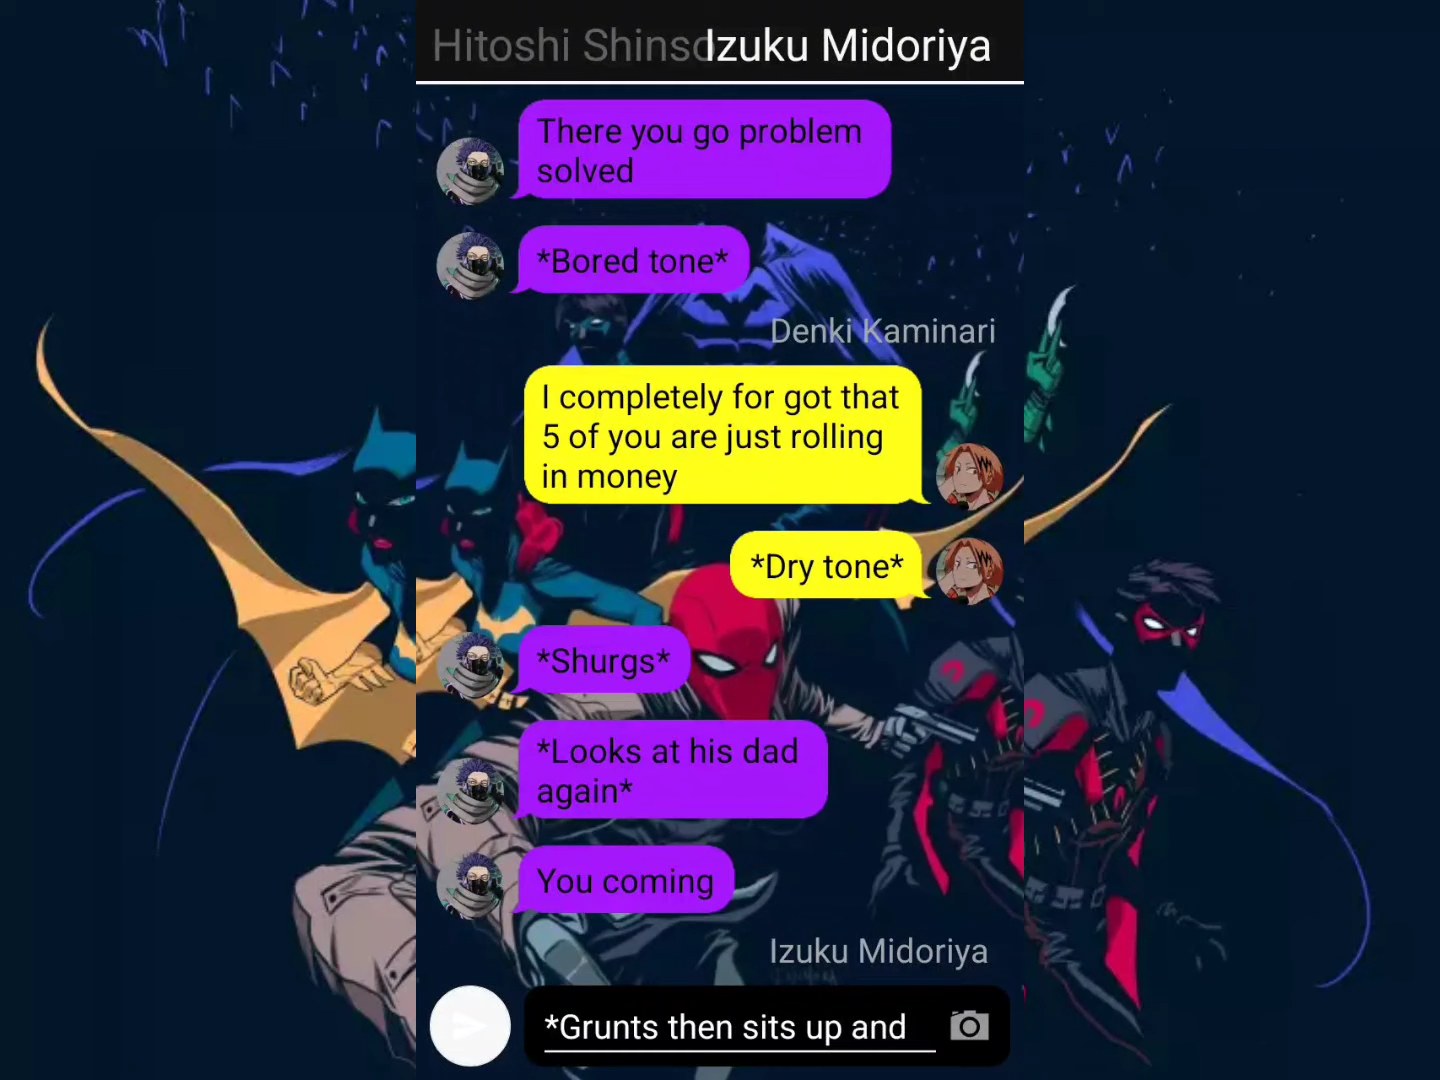 Hitoshi Shinso Izuku Midoriya
There you go problem
solved
*Bored tone*
Denki Kaminari
I completely for got that
5 of you are just rolling
in money
*Dry tone*
*Shurgs*
*Looks at his dad
again*
You coming
Izuku Midoriya
*Grunts then sits up and